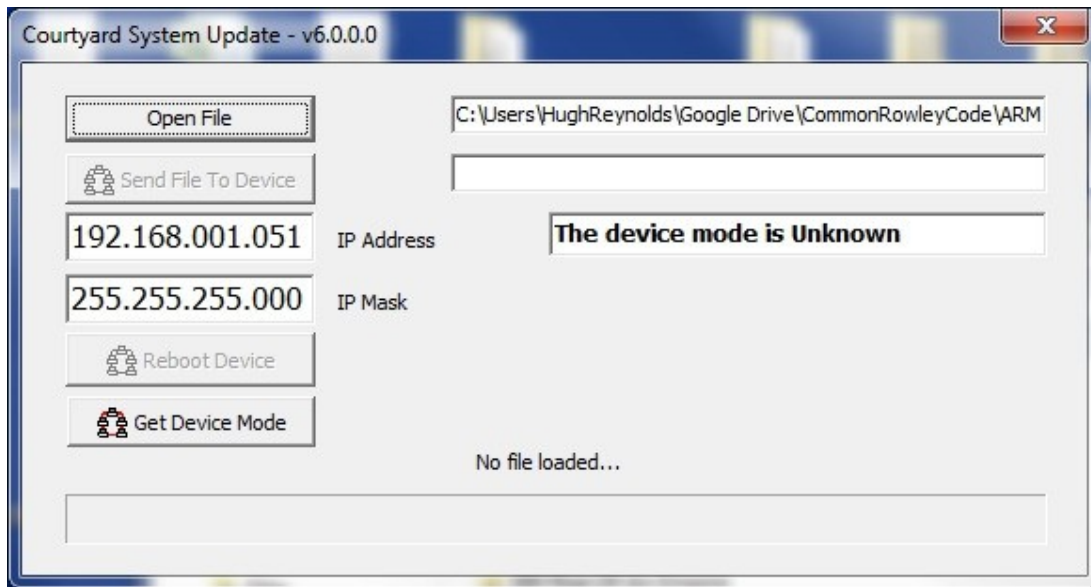 Courtyard System Update - v6.0.0.0
Open File
C:\Users\HughReynolds\Google Drive\CommonRowleyCode\ARM
Send File To Device
192.168.001.051
IP Address
The device mode is Unknown
255.255.255.000
IP Mask
Reboot Device
Get Device Mode
No file loaded...